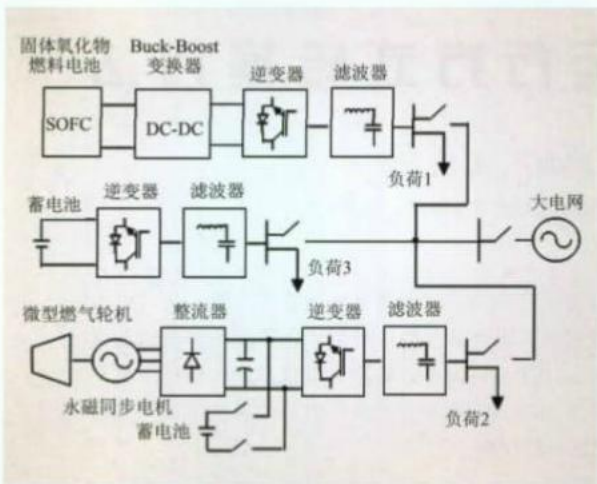 固体氧化物
燃料电池
Buck-Boost
变换器
逆变器
滤波器
SOFC
DC-DC
负荷1
蓄电池
逆变器
滤波器
大电网
负荷3
微型燃气轮机
整流器
逆变器
滤波器
永磁同步电机
蓄电池
负荷2